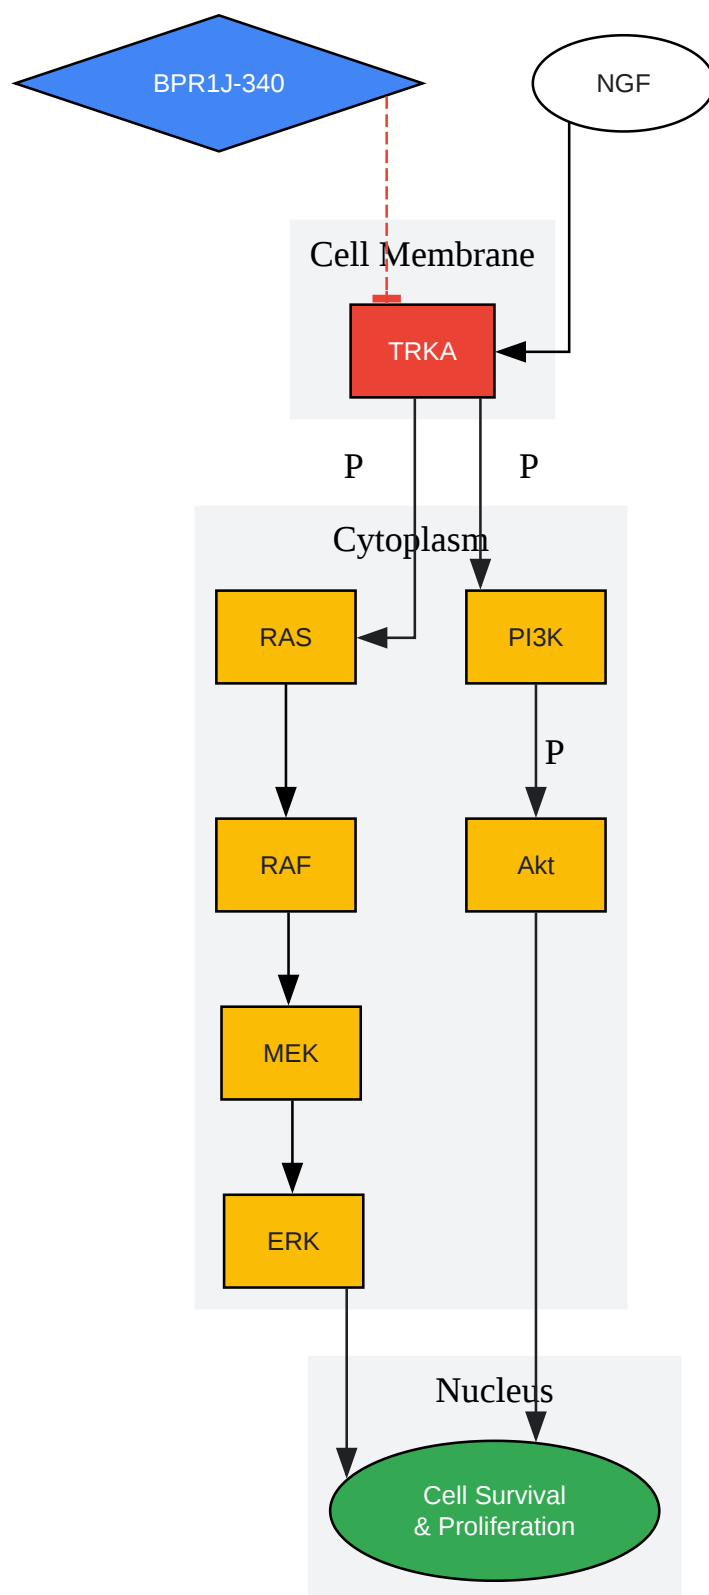 BPR1J-340
NGF
Cell Membrane
TRKA
P
P
Cytoplasm
RAS
PI3K
P
RAF
Akt
MEK
ERK
Nucleus
Cell Survival
& Proliferation